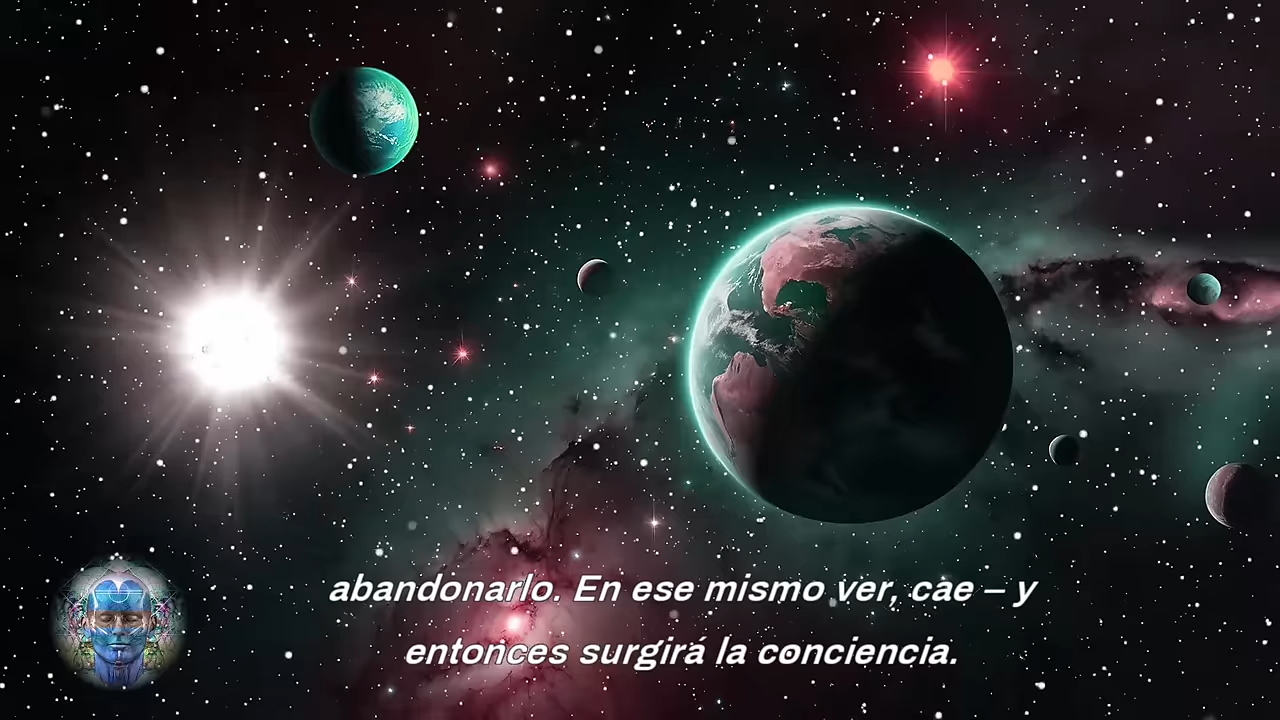 abandonarlo. En ese mismo ver, cae – y
entonces surgirá la conciencia.